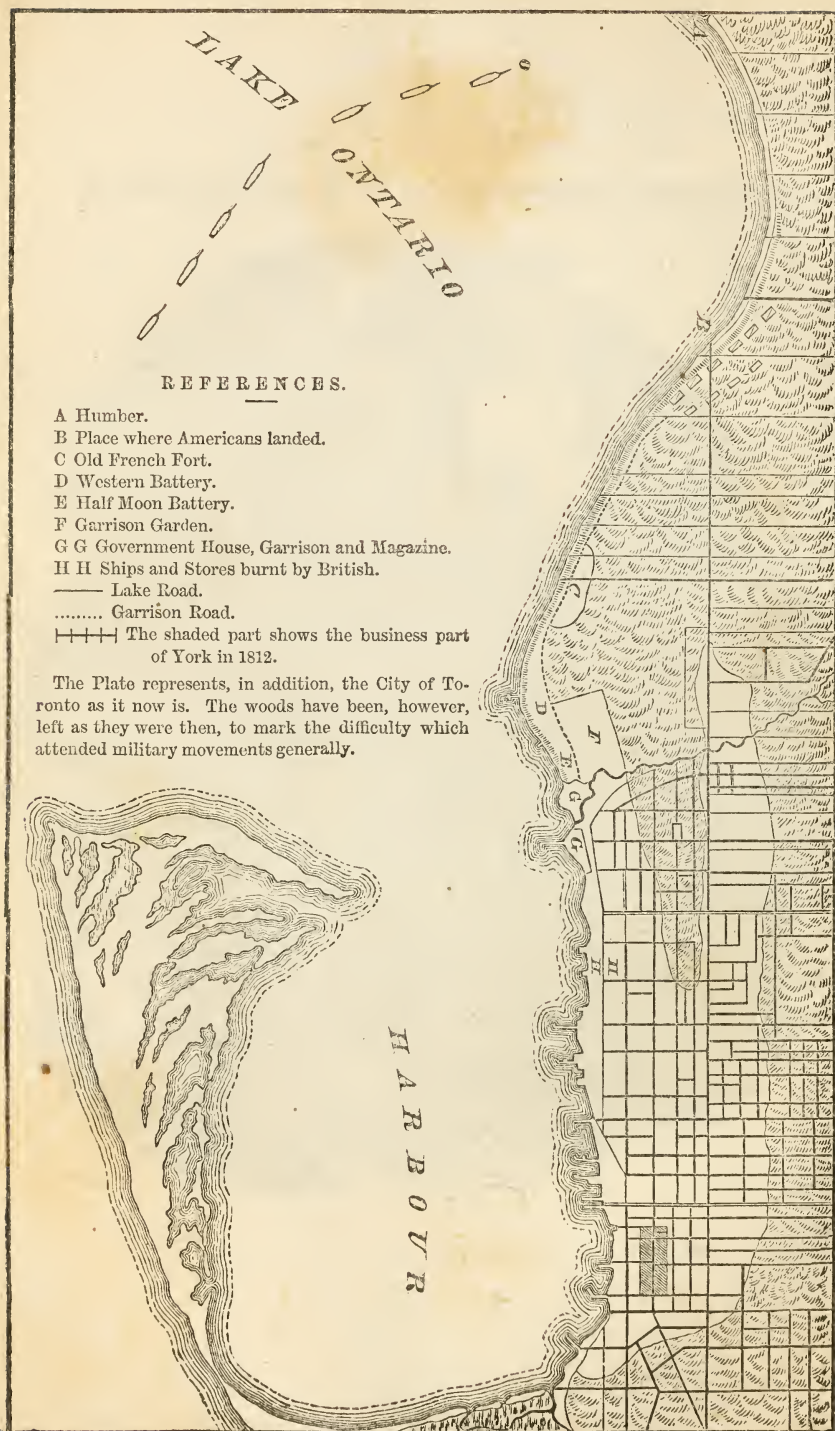 LAKE
ONTARIO
REFERENCES.
A Humber.
B Place where Americans landed.
C Old French Fort.
D Western Battery.
E Half Moon Battery.
F Garrison Garden.
G G Government House, Garrison and Magazine.
H H Ships and Stores burnt by British.
Lake Road.
......... Garrison Road.
The shaded part shows the business part
of York in 1812.
The Plate represents, in addition, the City of To-
ronto as it now is. The woods have been, however,
left as they were then, to mark the difficulty which
attended military movements generally.
A
B
C
D
F
E
G
G
H
H
HARBOUR